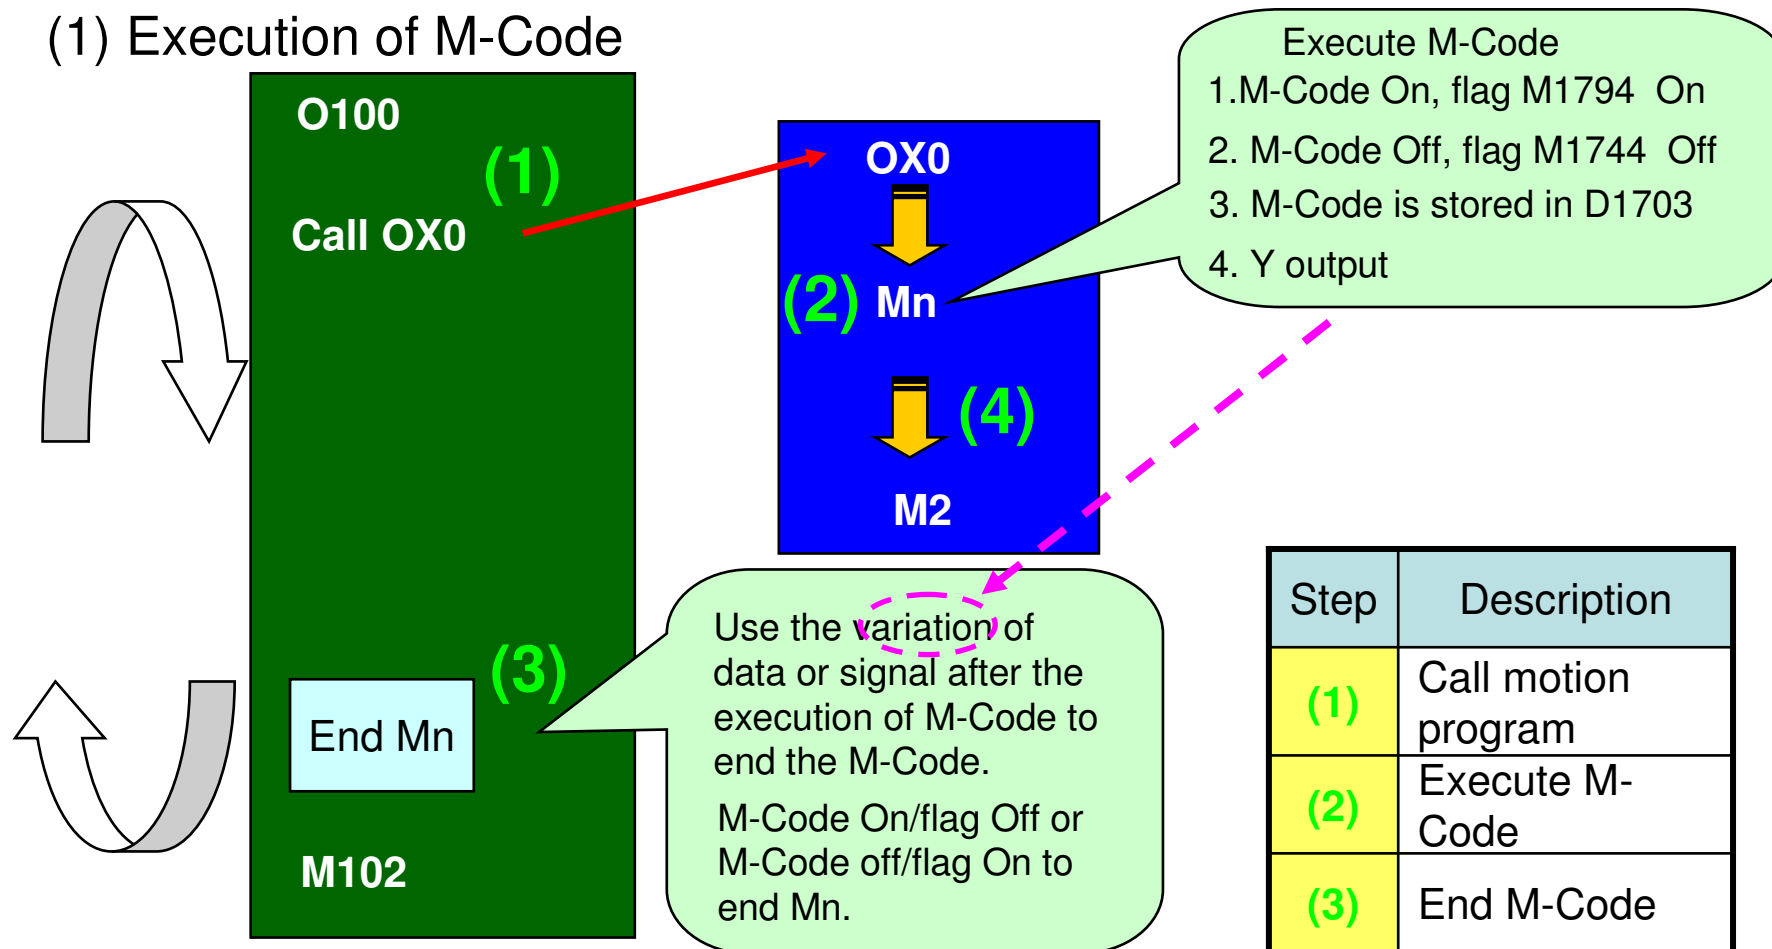 (1) Execution of M-Code
O100
(1)
Call OX0
(3)
End Mn
M102
OX0
(2)
Mn
(4)
M2
Execute M-Code
1.M-Code On, flag M1794 On
2. M-Code Off, flag M1744 Off
3. M-Code is stored in D1703
4. Y output
Use the variation of
data or signal after the
execution of M-Code to
end the M-Code.
M-Code On/flag Off or
M-Code off/flag On to
end Mn.
Step Description
(1) Call motion
program
(2) Execute M-
Code
(3) End M-Code